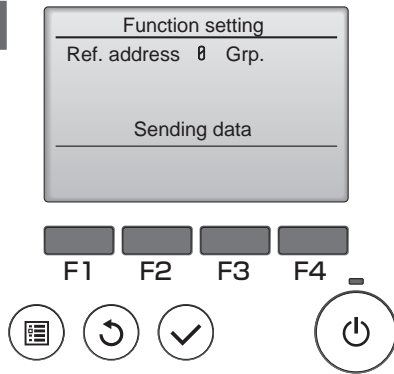 Function setting
Ref. address 0 Grp.
Sending data
F1 F2 F3 F4